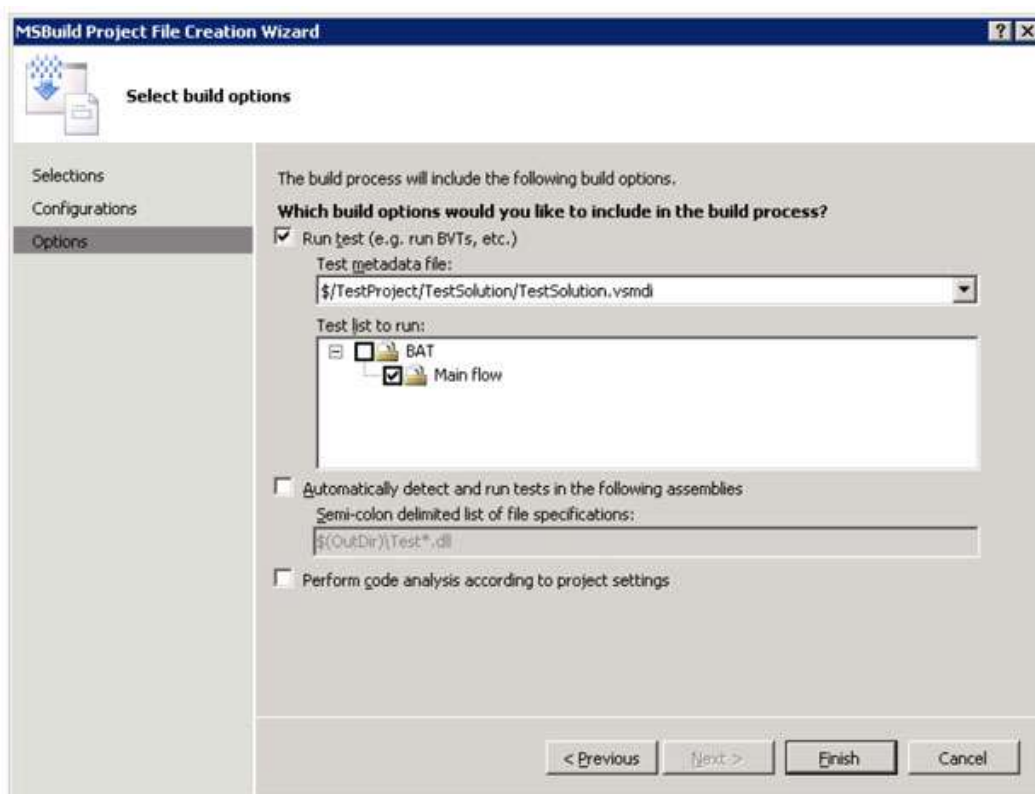 MSBuild Project File Creation Wizard
Select build options
Selections
Configurations
Options
The build process will include the following build options.
Which build options would you like to include in the build process?
Run test (e.g. run BVTs, etc.)
Test metadata file:
$/TestProject/TestSolution/TestSolution.vsmdi
Test list to run:
BAT
Main flow
Automatically detect and run tests in the following assemblies
Semi-colon delimited list of file specifications:
$(OutDir)\Test*.dll
Perform code analysis according to project settings
< Previous
Next >
Finish
Cancel